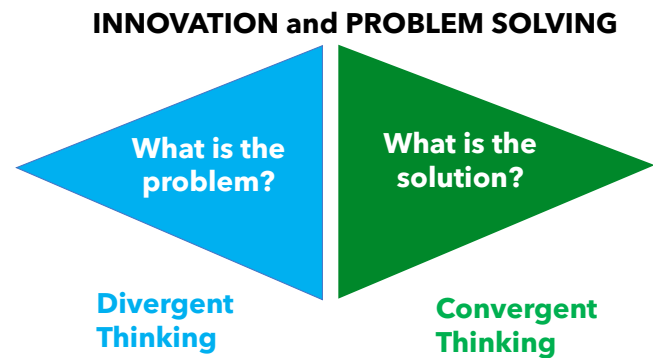 INNOVATION and PROBLEM SOLVING
What is the
problem?
What is the
solution?
Divergent
Thinking
Convergent
Thinking